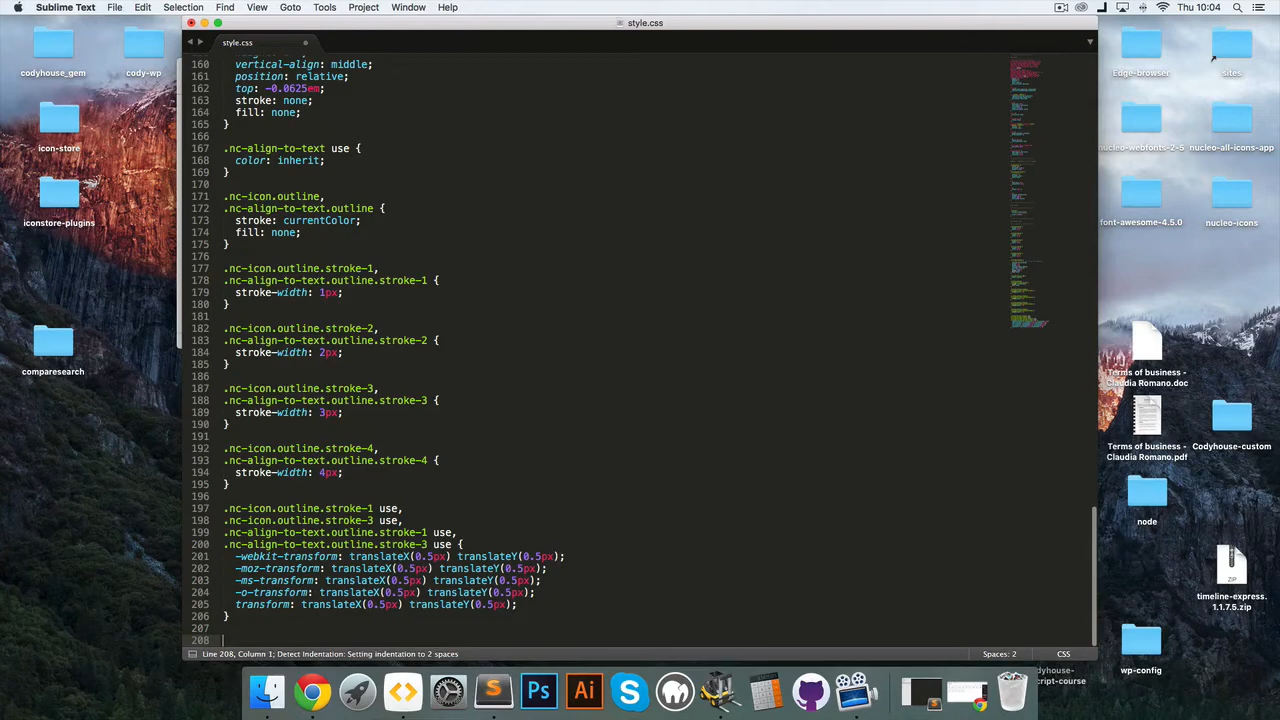 Sublime Text File Edit Selection Find View Goto Tools Project Window Help Thu 10:04
style.css
style.css
160 vertical-align: middle;
161 position: relative;
162 top: -0.0625em;
163 stroke: none;
164 fill: none;
165 }
166
167 .nc-align-to-text use {
168 color: inherit;
169 }
170
171 .nc-icon.outline,
172 .nc-align-to-text.outline {
173 stroke: currentColor;
174 fill: none;
175 }
176
177 .nc-icon.outline.stroke-1,
178 .nc-align-to-text.outline.stroke-1 {
179 stroke-width: 1px;
180 }
181
182 .nc-icon.outline.stroke-2,
183 .nc-align-to-text.outline.stroke-2 {
184 stroke-width: 2px;
185 }
186
187 .nc-icon.outline.stroke-3,
188 .nc-align-to-text.outline.stroke-3 {
189 stroke-width: 3px;
190 }
191
192 .nc-icon.outline.stroke-4,
193 .nc-align-to-text.outline.stroke-4 {
194 stroke-width: 4px;
195 }
196
197 .nc-icon.outline.stroke-1 use,
198 .nc-icon.outline.stroke-3 use,
199 .nc-align-to-text.outline.stroke-1 use,
200 .nc-align-to-text.outline.stroke-3 use {
201 -webkit-transform: translateX(0.5px) translateY(0.5px);
202 -moz-transform: translateX(0.5px) translateY(0.5px);
203 -ms-transform: translateX(0.5px) translateY(0.5px);
204 -o-transform: translateX(0.5px) translateY(0.5px);
205 transform: translateX(0.5px) translateY(0.5px);
206 }
207
208
Line 208, Column 1; Detect Indentation: Setting indentation to 2 spaces Spaces: 2 CSS
codyhouse_gem
cody-wp
icon-store
iconstore-plugins
comparesearch
Edge-browser
sites
nucleo-webfonts-2-5
nucleo-all-icons-app
font-awesome-4.5.0
nucleo-icons
Terms of business -
Claudia Romano.doc
Terms of business -
Claudia Romano.pdf
Codyhouse-custom
node
ZIP
timeline-express.
1.1.7.5.zip
wp-config
Ps
Ai